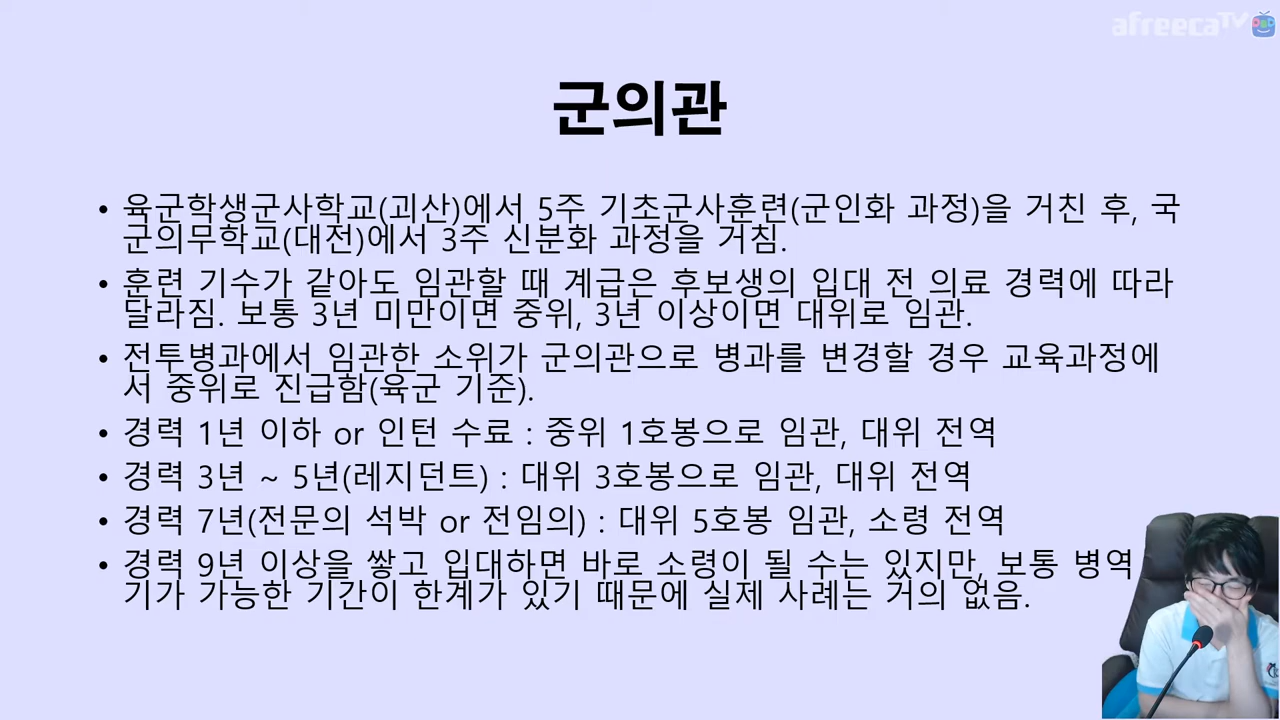 afreecaTV
군의관
• 육군학생군사학교(괴산)에서 5주 기초군사훈련(군인화 과정)을 거친 후, 국
군의무학교(대전)에서 3주 신분화 과정을 거침.
• 훈련 기수가 같아도 임관할 때 계급은 후보생의 입대 전 의료 경력에 따라
달라짐. 보통 3년 미만이면 중위, 3년 이상이면 대위로 임관.
• 전투병과에서 임관한 소위가 군의관으로 병과를 변경할 경우 교육과정에
서 중위로 진급함(육군 기준).
• 경력 1년 이하 or 인턴 수료 : 중위 1호봉으로 임관, 대위 전역
• 경력 3년 ~ 5년(레지던트) : 대위 3호봉으로 임관, 대위 전역
• 경력 7년(전문의 석박 or 전임의) : 대위 5호봉 임관, 소령 전역
• 경력 9년 이상을 쌓고 입대하면 바로 소령이 될 수는 있지만, 보통 병역
기가 가능한 기간이 한계가 있기 때문에 실제 사례는 거의 없음.